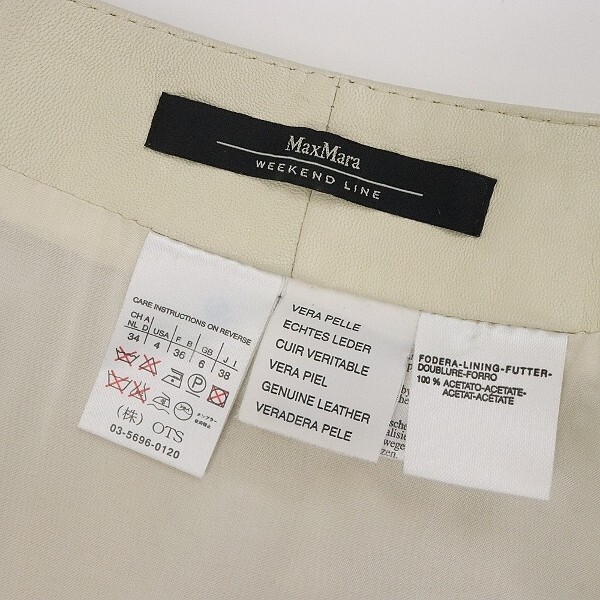 MaxMara
WEEKEND LINE
CARE INSTRUCTIONS ON REVERSE
CH A NL D USA F B GB J I
34 4 36 6 38
(株) OTS
03-5696-0120
VERA PELLE
ECHTES LEDER
CUIR VERITABLE
VERA PIEL
GENUINE LEATHER
VERADERA PELE
FODERA-LINING-FUTTER-
DOUBLURE-FORRO
100 % ACETATO-ACETATE-
ACETAT-ACÉTATE